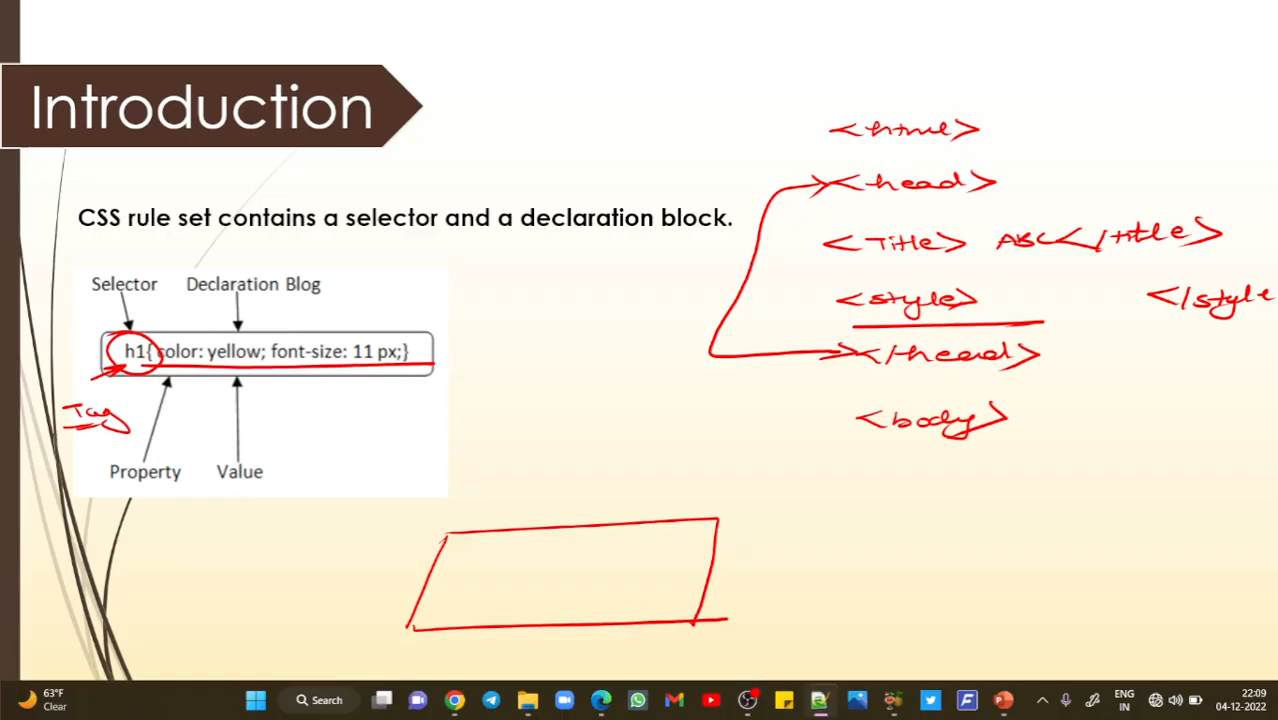 Introduction
CSS rule set contains a selector and a declaration block.
Selector Declaration Blog
h1{ color: yellow; font-size: 11 px;}
Tag
Property Value
<html>
<head>
<Title> ABC</title>
<style> </style
</head>
<body>
63°F
Clear
Search
ENG
IN
22:09
04-12-2022